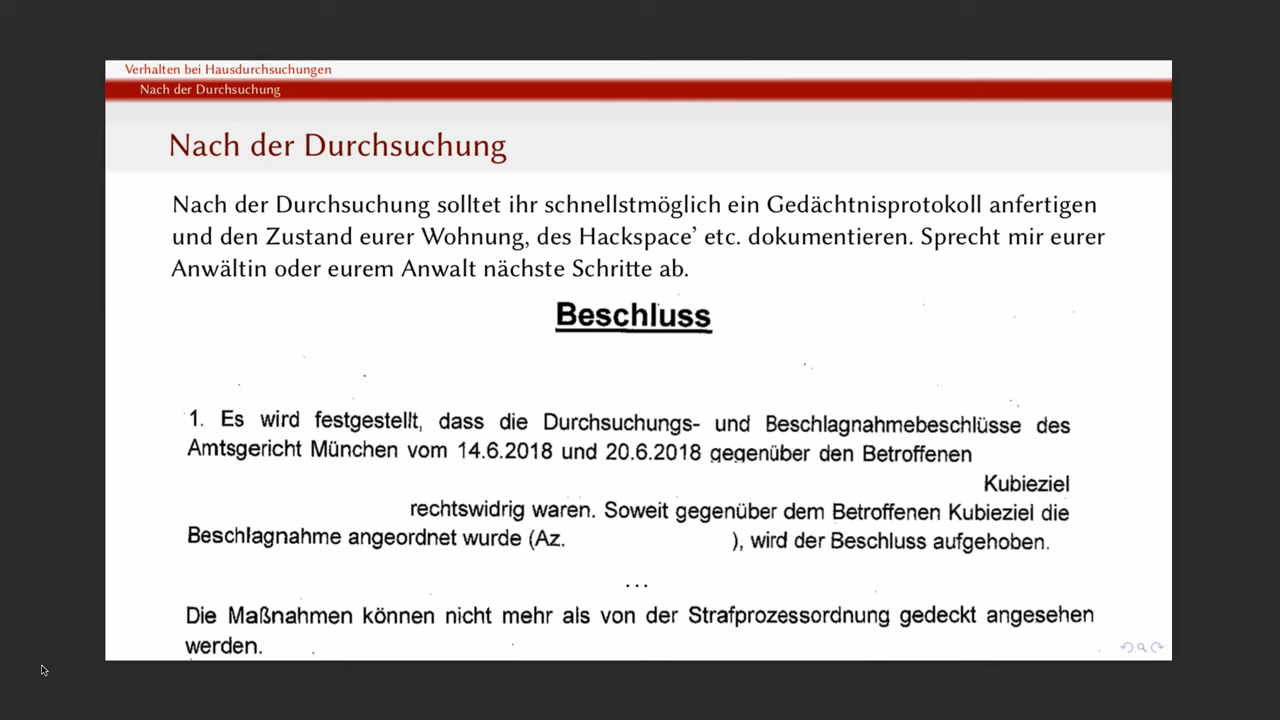 Verhalten bei Hausdurchsuchungen
Nach der Durchsuchung
Nach der Durchsuchung
Nach der Durchsuchung solltet ihr schnellstmöglich ein Gedächtnisprotokoll anfertigen
und den Zustand eurer Wohnung, des Hackspace’ etc. dokumentieren. Sprecht mir eurer
Anwältin oder eurem Anwalt nächste Schritte ab.
Beschluss
1. Es wird festgestellt, dass die Durchsuchungs- und Beschlagnahmebeschlüsse des
Amtsgericht München vom 14.6.2018 und 20.6.2018 gegenüber den Betroffenen
Kubieziel
rechtswidrig waren. Soweit gegenüber dem Betroffenen Kubieziel die
Beschlagnahme angeordnet wurde (Az. ), wird der Beschluss aufgehoben.
...
Die Maßnahmen können nicht mehr als von der Strafprozessordnung gedeckt angesehen
werden.